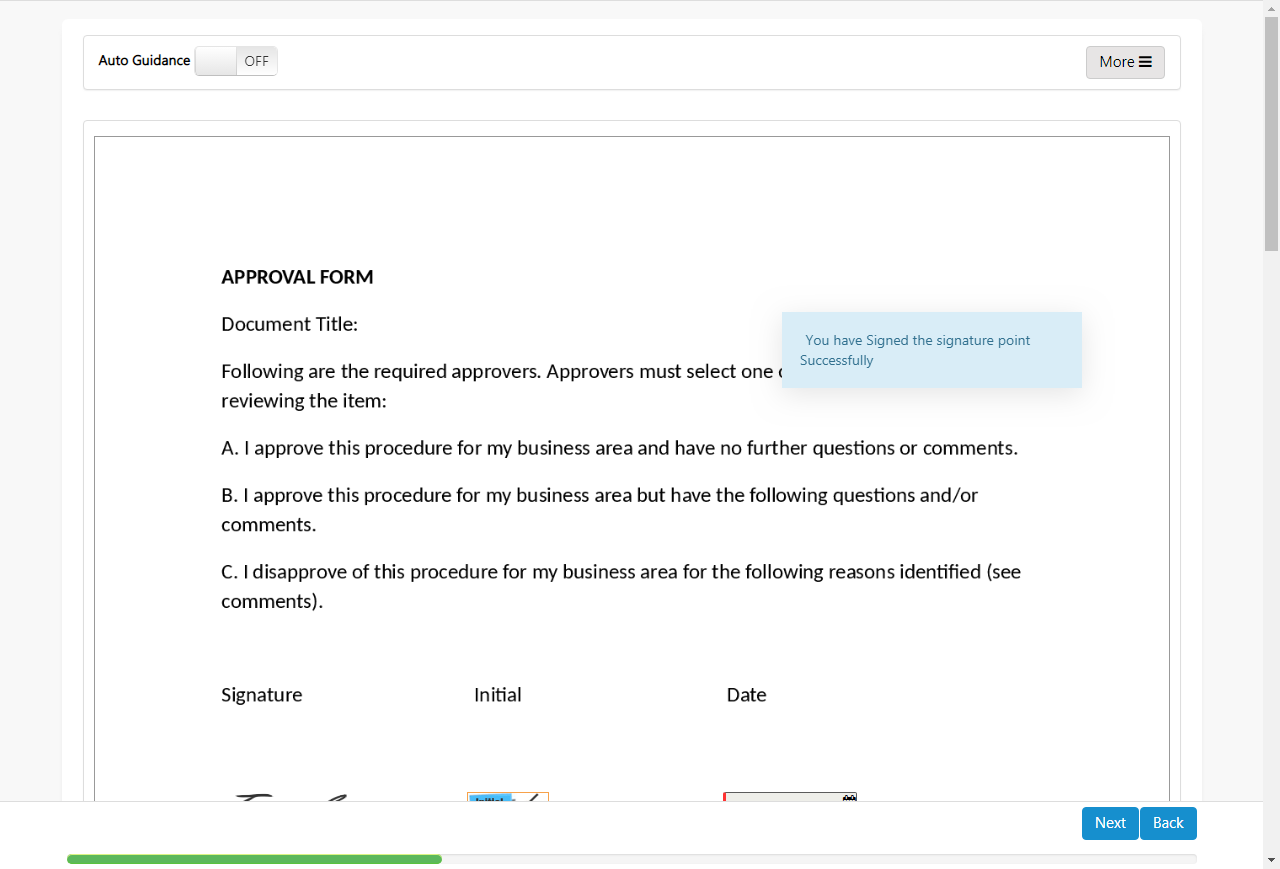 Auto Guidance OFF More
APPROVAL FORM
Document Title:
You have Signed the signature point
Successfully
Following are the required approvers. Approvers must select one
reviewing the item:
A. I approve this procedure for my business area and have no further questions or comments.
B. I approve this procedure for my business area but have the following questions and/or
comments.
C. I disapprove of this procedure for my business area for the following reasons identified (see
comments).
Signature Initial Date
Initial
Next Back